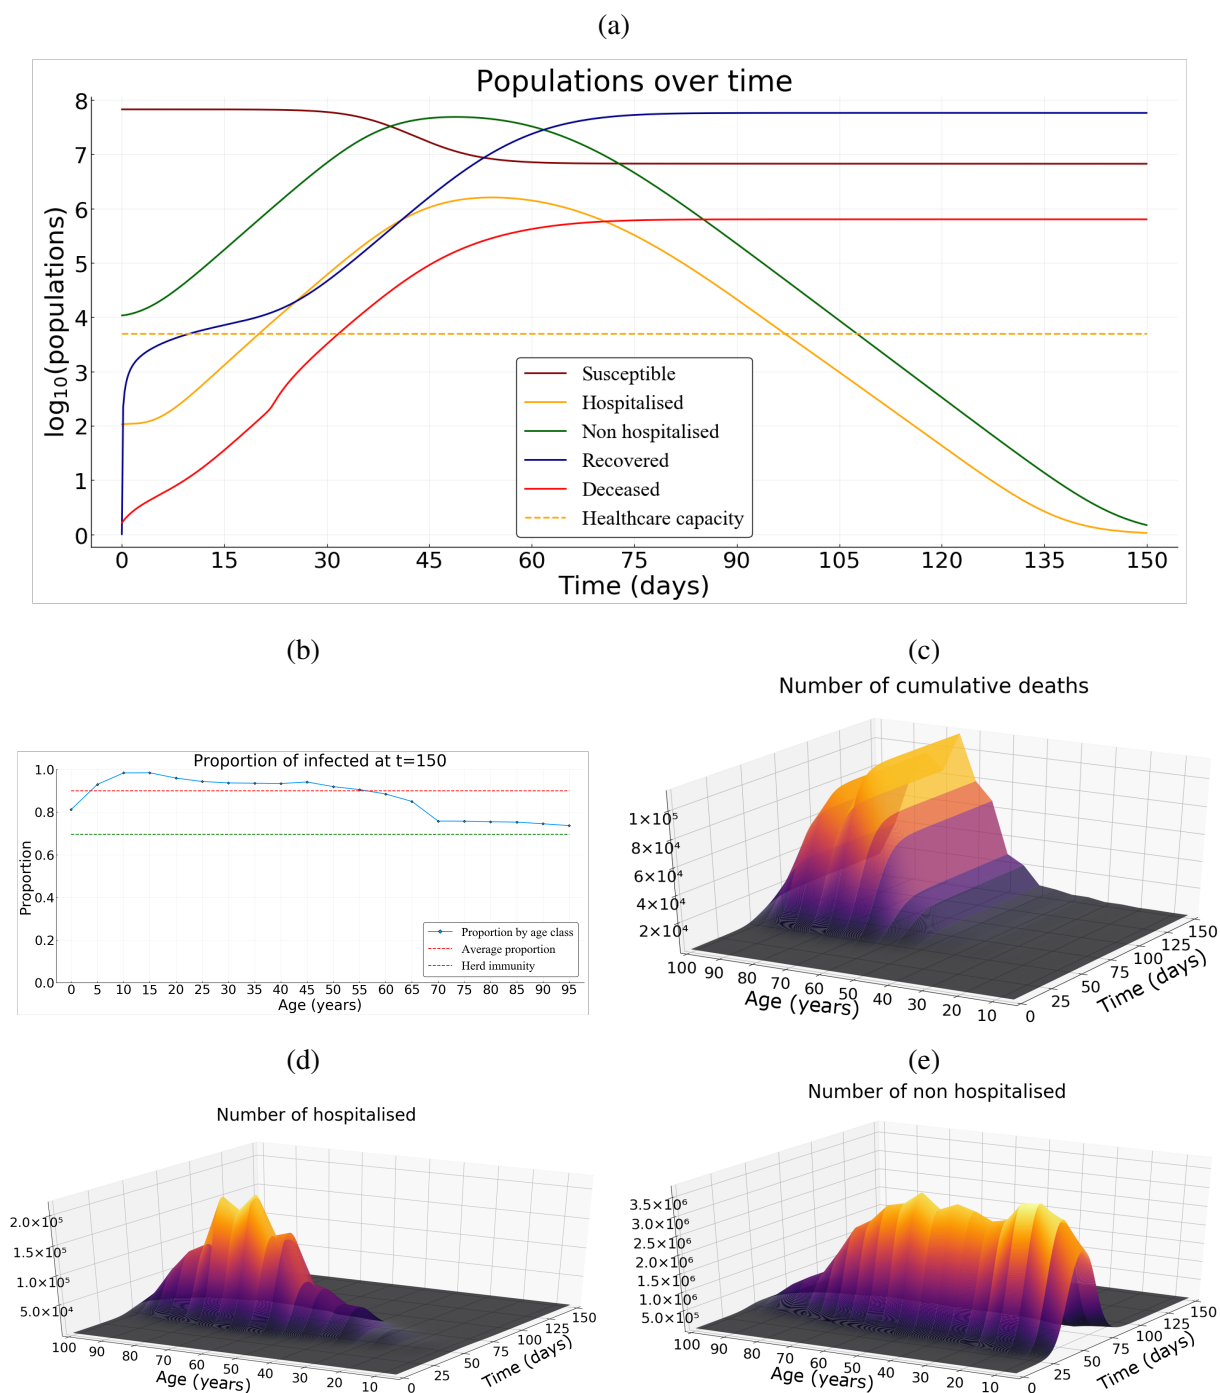 (a)
Populations over time
8
7
6
5
4
3
2
1
0
log₁₀(populations)
Susceptible
Hospitalised
Non hospitalised
Recovered
Deceased
Healthcare capacity
0 15 30 45 60 75 90 105 120 135 150
Time (days)
(b)
Proportion of infected at t=150
1.0
0.8
0.6
0.4
0.2
0.0
Proportion
Proportion by age class
Average proportion
Herd immunity
0 5 10 15 20 25 30 35 40 45 50 55 60 65 70 75 80 85 90 95
Age (years)
(c)
Number of cumulative deaths
1×10⁵
8×10⁴
6×10⁴
4×10⁴
2×10⁴
100 90 80 70 60 50 40 30 20 10
Age (years)
0 25 50 75 100 125 150
Time (days)
(d)
Number of hospitalised
2.0×10⁵
1.5×10⁵
1.0×10⁵
5.0×10⁴
100 90 80 70 60 50 40 30 20 10
Age (years)
0 25 50 75 100 125 150
Time (days)
(e)
Number of non hospitalised
3.5×10⁶
3.0×10⁶
2.5×10⁶
2.0×10⁶
1.5×10⁶
1.0×10⁶
5.0×10⁵
100 90 80 70 60 50 40 30 20 10
Age (years)
0 25 50 75 100 125 150
Time (days)